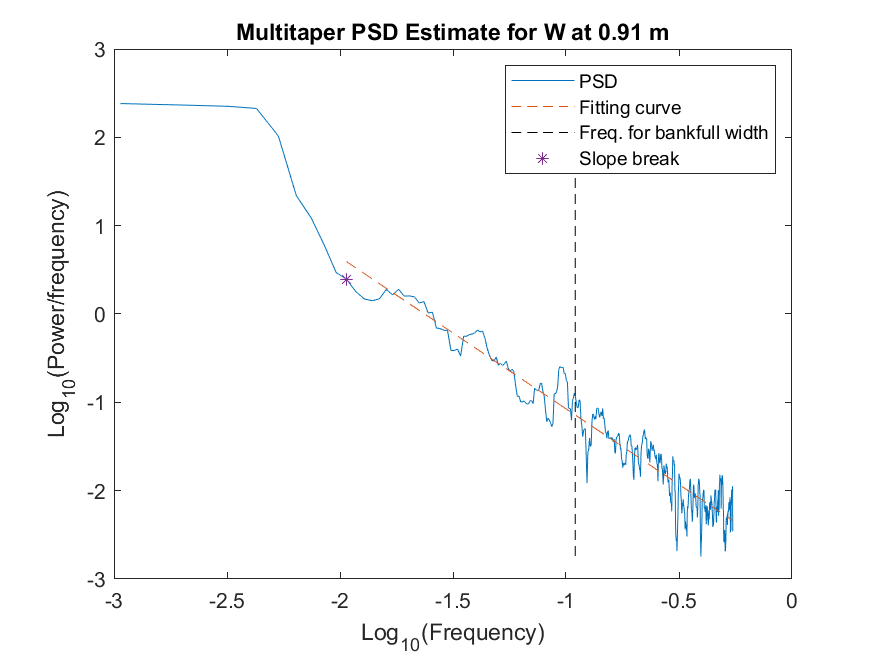 Multitaper PSD Estimate for W at 0.91 m
PSD
Fitting curve
Freq. for bankfull width
Slope break
3
2
1
0
-1
-2
-3
Log10(Power/frequency)
-3
-2.5
-2
-1.5
-1
-0.5
0
Log10(Frequency)